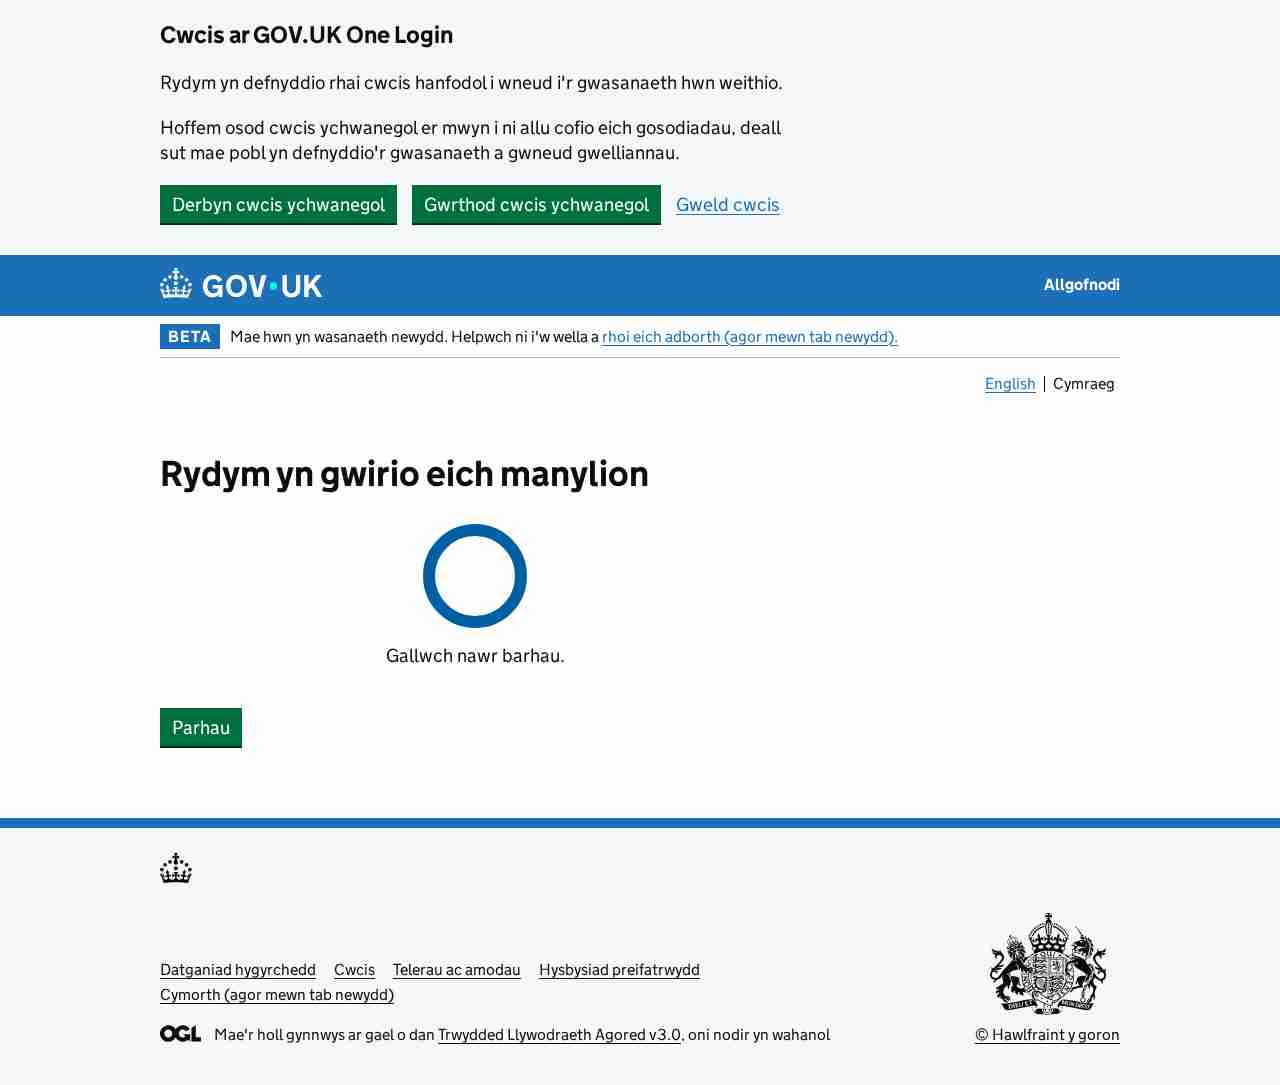 Cwcis ar GOV.UK One Login
Rydym yn defnyddio rhai cwcis hanfodol i wneud i'r gwasanaeth hwn weithio.
Hoffem osod cwcis ychwanegol er mwyn i ni allu cofio eich gosodiadau, deall
sut mae pobl yn defnyddio'r gwasanaeth a gwneud gwelliannau.
Derbyn cwcis ychwanegol Gwrthod cwcis ychwanegol Gweld cwcis
GOV·UK Allgofnodi
BETA Mae hwn yn wasanaeth newydd. Helpwch ni i'w wella a rhoi eich adborth (agor mewn tab newydd).
English Cymraeg
Rydym yn gwirio eich manylion
Gallwch nawr barhau.
Parhau
Datganiad hygyrchedd Cwcis Telerau ac amodau Hysbysiad preifatrwydd
Cymorth (agor mewn tab newydd)
OGL Mae'r holl gynnwys ar gael o dan Trwydded Llywodraeth Agored v3.0, oni nodir yn wahanol
© Hawlfraint y goron